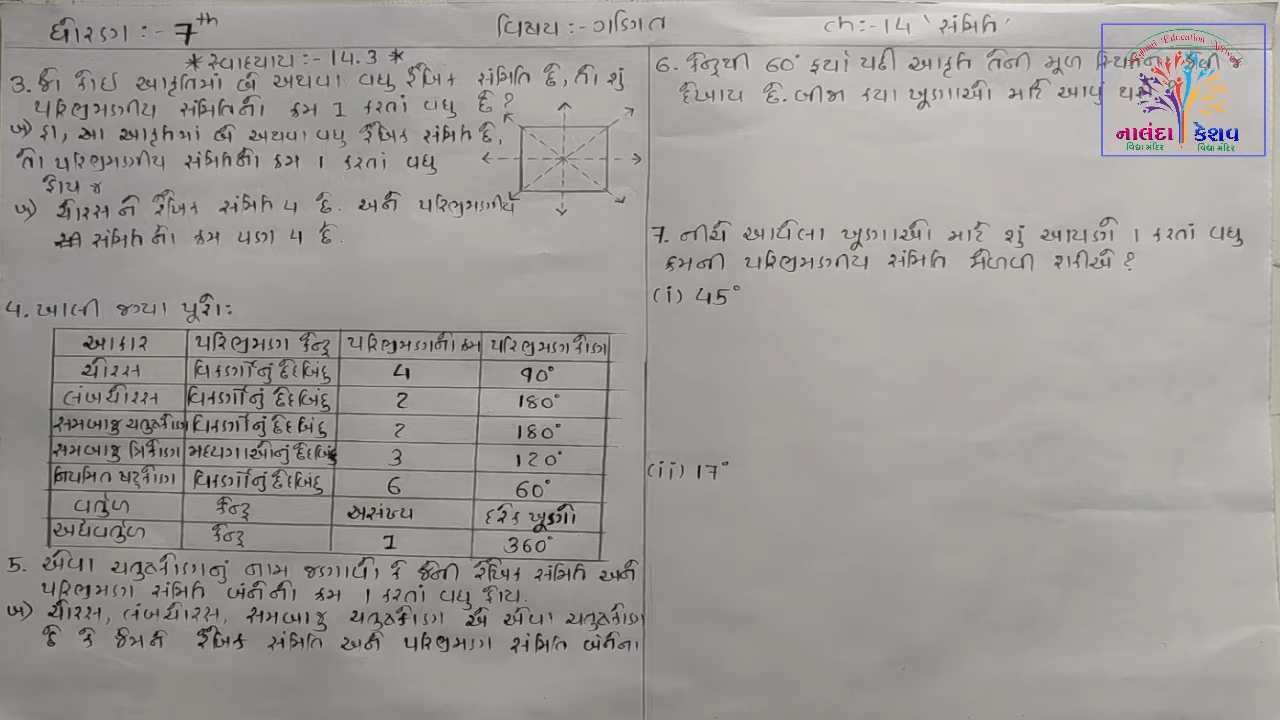 ધોરણ :- 7th
વિષય :- ગણિત
ch:- 14 ' સંમિતિ '
* સ્વાધ્યાય :- 14.3 *
3. જો કોઈ આકૃતિમાં બે અથવા વધુ રૈખિક સંમિતિ છે, તો શું
પરિભ્રમણીય સંમિતિનો ક્રમ 1 કરતાં વધુ છે ?
જ) હા, આ આકૃતિમાં બે અથવા વધુ રૈખિક સંમિતિ છે,
તો પરિભ્રમણીય સંમિતિનો ક્રમ 1 કરતાં વધુ
હોય જ
જ) ચોરસને રૈખિક સંમિતિ 4 છે. અને પરિભ્રમણીય
સંમિતિનો ક્રમ પણ 4 છે.
4. ખાલી જગ્યા પૂરો:
આકાર પરિભ્રમણ કેન્દ્ર પરિભ્રમણનો ક્રમ પરિભ્રમણકોણ
ચોરસ વિકર્ણોનું છેદબિંદુ 4 90°
લંબચોરસ વિકર્ણોનું છેદબિંદુ 2 180°
સમબાજુ ચતુષ્કોણ વિકર્ણોનું છેદબિંદુ 2 180°
સમબાજુ ત્રિકોણ મધ્યગાઓનું છેદબિંદુ 3 120°
નિયમિત ષટ્કોણ વિકર્ણોનું છેદબિંદુ 6 60°
વર્તુળ કેન્દ્ર અસંખ્ય દરેક ખૂણો
અર્ધવર્તુળ કેન્દ્ર 1 360°
5. એવા ચતુષ્કોણનું નામ જણાવો કે જેની રૈખિક સંમિતિ અને
પરિભ્રમણ સંમિતિ બંનેનો ક્રમ 1 કરતાં વધુ હોય.
જ) ચોરસ, લંબચોરસ, સમબાજુ ચતુષ્કોણ એ એવા ચતુષ્કોણ
છે કે જેમને રૈખિક સંમિતિ અને પરિભ્રમણ સંમિતિ બંનેના
6. કેન્દ્રથી 60° ફર્યા પછી આકૃતિ તેની મૂળ સ્થિતિના જેવી જ
દેખાય છે. બીજા કયા ખૂણાઓ માટે આવું થશે ?
7. નીચે આપેલા ખૂણાઓ માટે શું આપણે 1 કરતાં વધુ
ક્રમની પરિભ્રમણીય સંમિતિ મેળવી શકીએ ?
(i) 45°
(ii) 17°
Education Network
નાલંદા કેશવ
વિદ્યા મંદિર વિદ્યા મંદિર